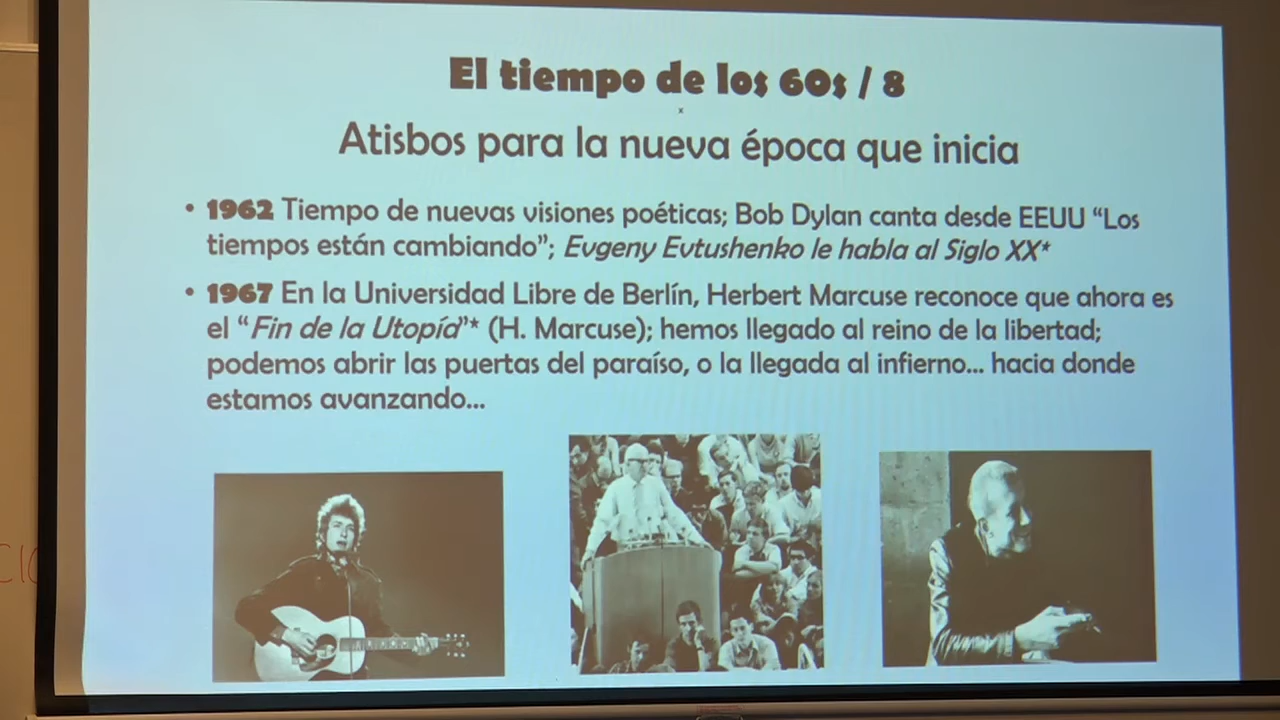 El tiempo de los 60s / 8
Atisbos para la nueva época que inicia
• 1962 Tiempo de nuevas visiones poéticas; Bob Dylan canta desde EEUU “Los
tiempos están cambiando”; Evgeny Evtushenko le habla al Siglo XX*
• 1967 En la Universidad Libre de Berlín, Herbert Marcuse reconoce que ahora es
el “Fin de la Utopía”* (H. Marcuse); hemos llegado al reino de la libertad;
podemos abrir las puertas del paraíso, o la llegada al infierno... hacia donde
estamos avanzando...